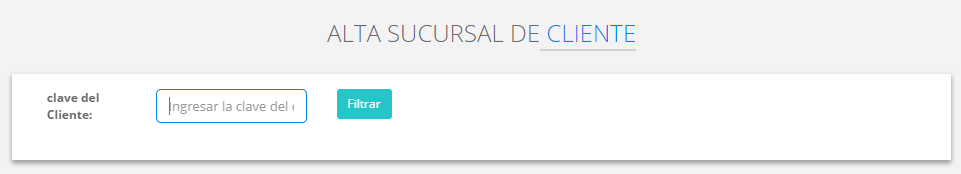 ALTA SUCURSAL DE CLIENTE
clave del
Cliente:
Ingresar la clave del c
Filtrar